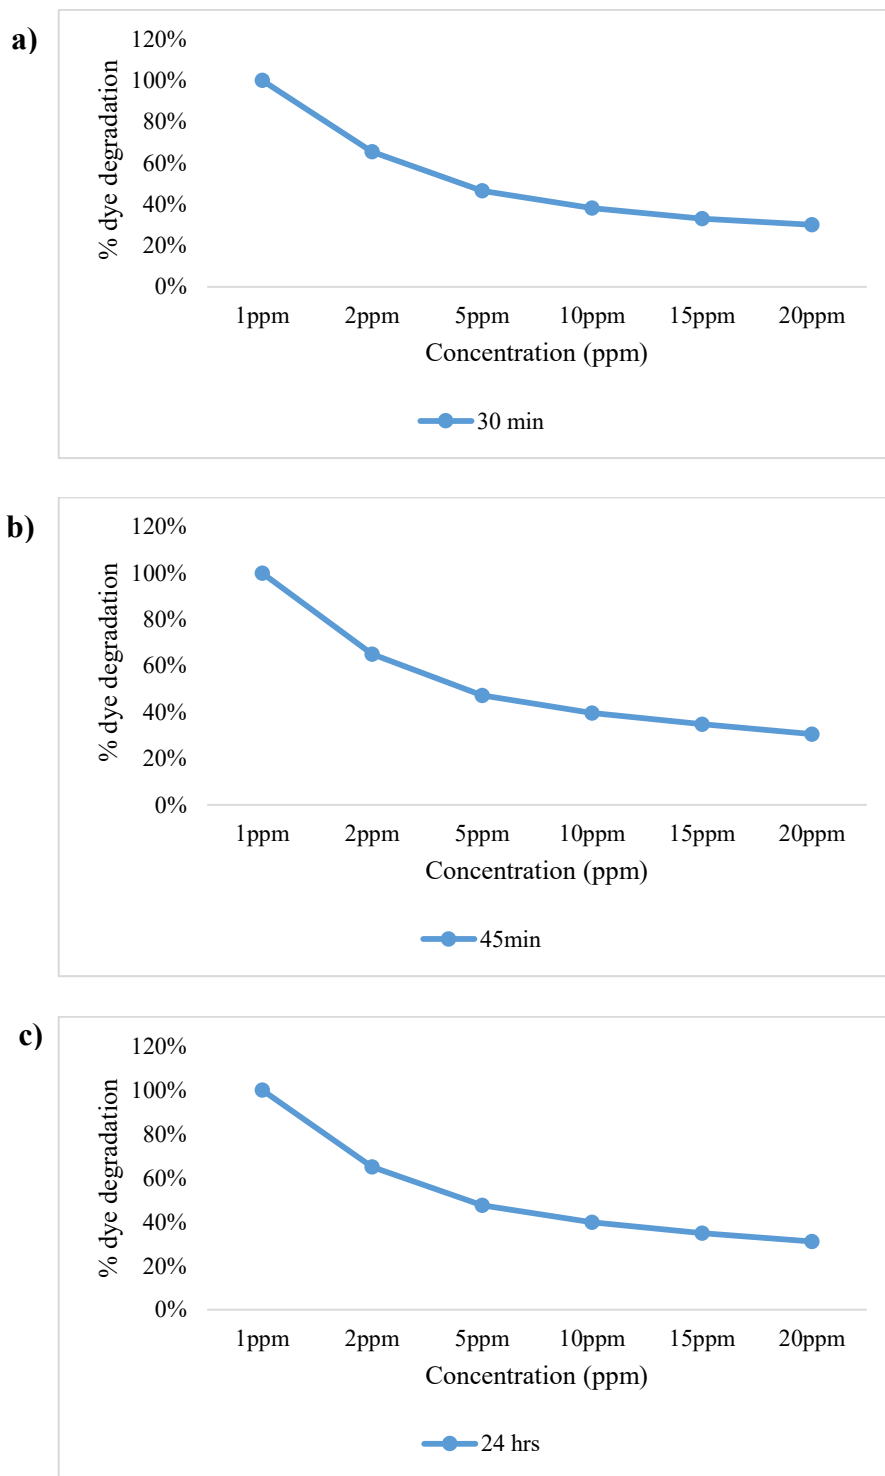 a)
120%
100%
80%
60%
40%
20%
0%
% dye degradation
1ppm 2ppm 5ppm 10ppm 15ppm 20ppm
Concentration (ppm)
30 min
b)
120%
100%
80%
60%
40%
20%
0%
% dye degradation
1ppm 2ppm 5ppm 10ppm 15ppm 20ppm
Concentration (ppm)
45min
c)
120%
100%
80%
60%
40%
20%
0%
% dye degradation
1ppm 2ppm 5ppm 10ppm 15ppm 20ppm
Concentration (ppm)
24 hrs